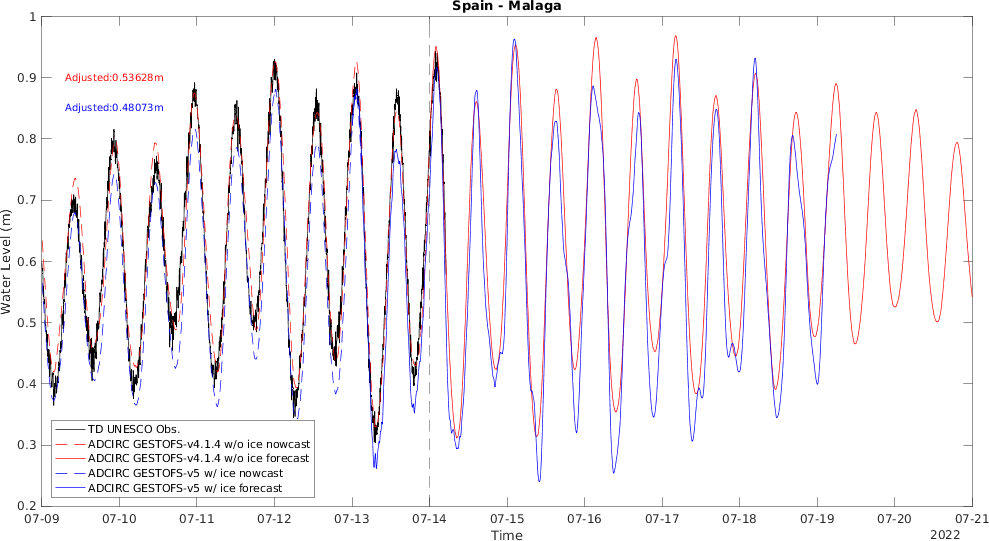 Spain - Malaga
1
0.9
0.8
0.7
0.6
0.5
0.4
0.3
0.2
Water Level (m)
Adjusted:0.53628m
Adjusted:0.48073m
TD UNESCO Obs.
ADCIRC GESTOFS-v4.1.4 w/o ice nowcast
ADCIRC GESTOFS-v4.1.4 w/o ice forecast
ADCIRC GESTOFS-v5 w/ ice nowcast
ADCIRC GESTOFS-v5 w/ ice forecast
07-09 07-10 07-11 07-12 07-13 07-14 07-15 07-16 07-17 07-18 07-19 07-20 07-21
Time
2022